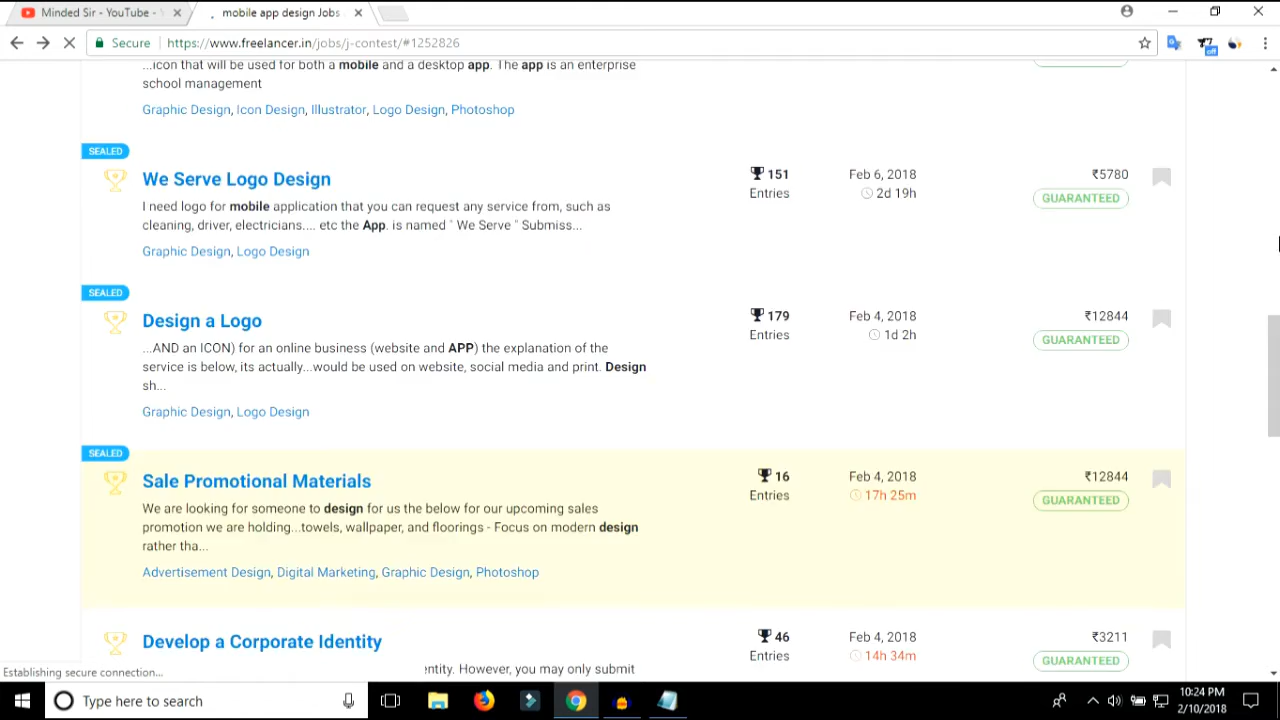 Minded Sir - YouTube -
mobile app design Jobs
Secure
https://www.freelancer.in/jobs/j-contest/#1252826
off
...icon that will be used for both a mobile and a desktop app. The app is an enterprise
school management
Graphic Design, Icon Design, Illustrator, Logo Design, Photoshop
SEALED
We Serve Logo Design
151
Entries
Feb 6, 2018
2d 19h
₹5780
GUARANTEED
I need logo for mobile application that you can request any service from, such as
cleaning, driver, electricians.... etc the App. is named " We Serve " Submiss...
Graphic Design, Logo Design
SEALED
Design a Logo
179
Entries
Feb 4, 2018
1d 2h
₹12844
GUARANTEED
...AND an ICON) for an online business (website and APP) the explanation of the
service is below, its actually...would be used on website, social media and print. Design
sh...
Graphic Design, Logo Design
SEALED
Sale Promotional Materials
16
Entries
Feb 4, 2018
17h 25m
₹12844
GUARANTEED
We are looking for someone to design for us the below for our upcoming sales
promotion we are holding...towels, wallpaper, and floorings - Focus on modern design
rather tha...
Advertisement Design, Digital Marketing, Graphic Design, Photoshop
Develop a Corporate Identity
46
Entries
Feb 4, 2018
14h 34m
₹3211
GUARANTEED
entity. However, you may only submit
Establishing secure connection...
Type here to search
10:24 PM
2/10/2018